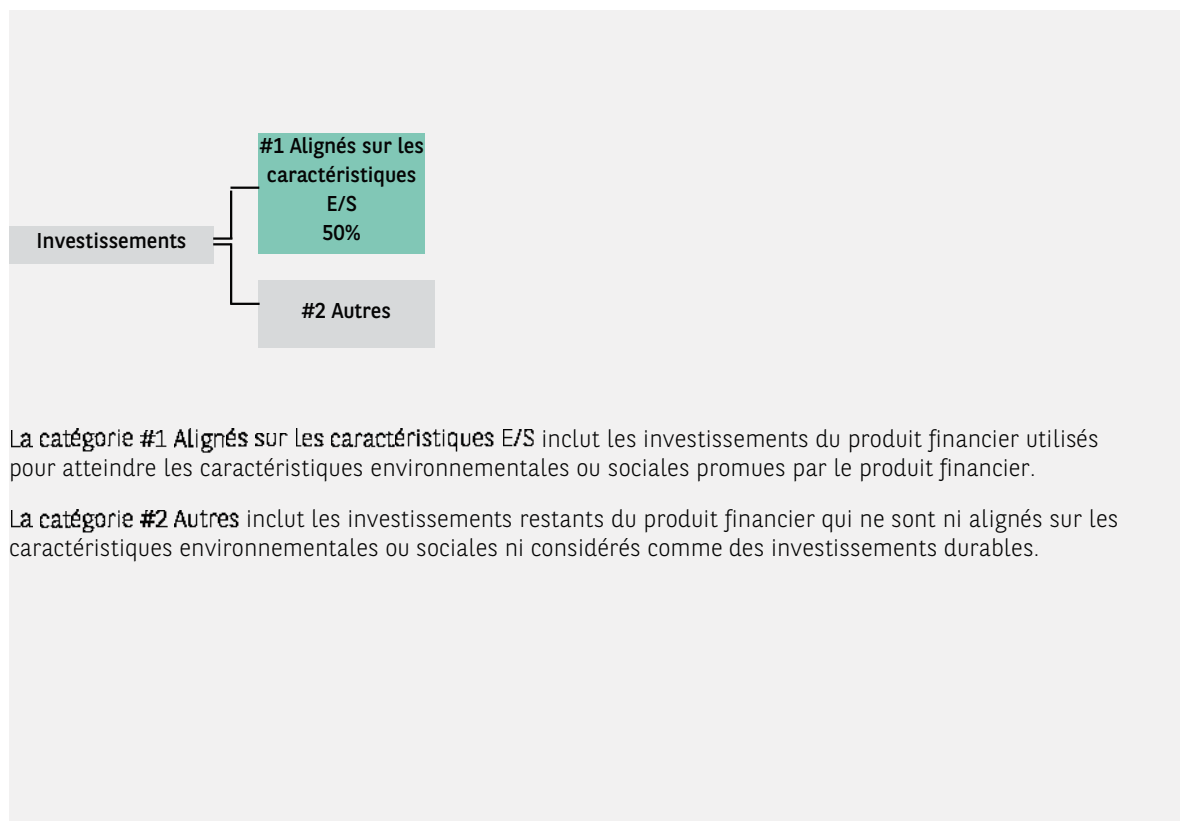 #1 Alignés sur les
caractéristiques
E/S
50%
Investissements
#2 Autres
La catégorie #1 Alignés sur les caractéristiques E/S inclut les investissements du produit financier utilisés
pour atteindre les caractéristiques environnementales ou sociales promues par le produit financier.
La catégorie #2 Autres inclut les investissements restants du produit financier qui ne sont ni alignés sur les
caractéristiques environnementales ou sociales ni considérés comme des investissements durables.